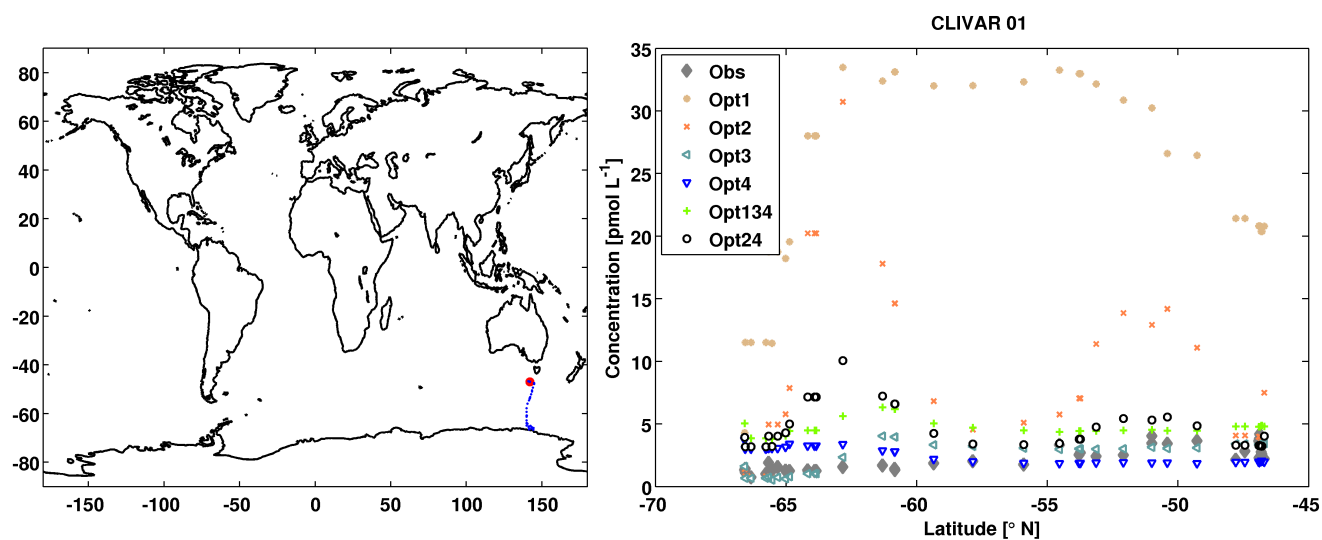 CLIVAR 01
80
60
40
20
0
-20
-40
-60
-80
-150 -100 -50 0 50 100 150
35
30
25
20
15
10
5
0
Concentration [pmol L-1]
Obs
Opt1
Opt2
Opt3
Opt4
Opt134
Opt24
-70 -65 -60 -55 -50 -45
Latitude [° N]